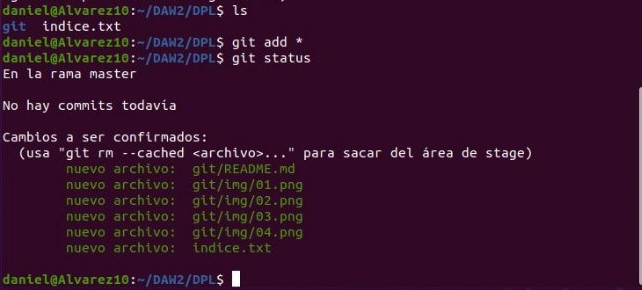 daniel@Alvarez10:~/DAW2/DPL$ ls
git  indice.txt
daniel@Alvarez10:~/DAW2/DPL$ git add *
daniel@Alvarez10:~/DAW2/DPL$ git status
En la rama master

No hay commits todavía

Cambios a ser confirmados:
  (usa "git rm --cached <archivo>..." para sacar del área de stage)
        nuevo archivo:  git/README.md
        nuevo archivo:  git/img/01.png
        nuevo archivo:  git/img/02.png
        nuevo archivo:  git/img/03.png
        nuevo archivo:  git/img/04.png
        nuevo archivo:  indice.txt

daniel@Alvarez10:~/DAW2/DPL$